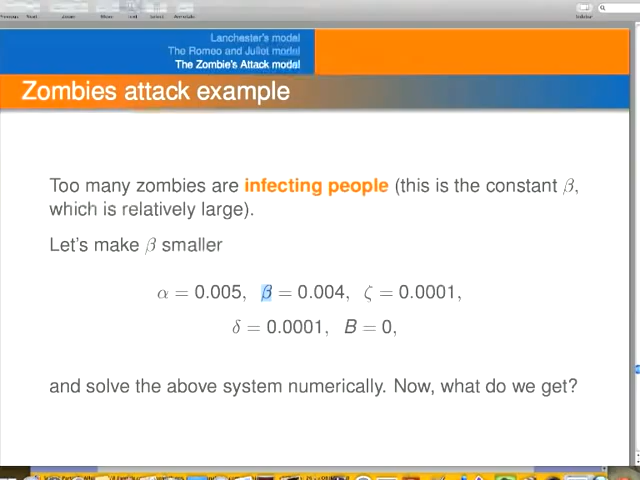 Lanchester's model
The Romeo and Juliet model
The Zombie's Attack model
Zombies attack example
Too many zombies are infecting people (this is the constant β,
which is relatively large).
Let's make β smaller
α = 0.005, β = 0.004, ζ = 0.0001,
δ = 0.0001, B = 0,
and solve the above system numerically. Now, what do we get?